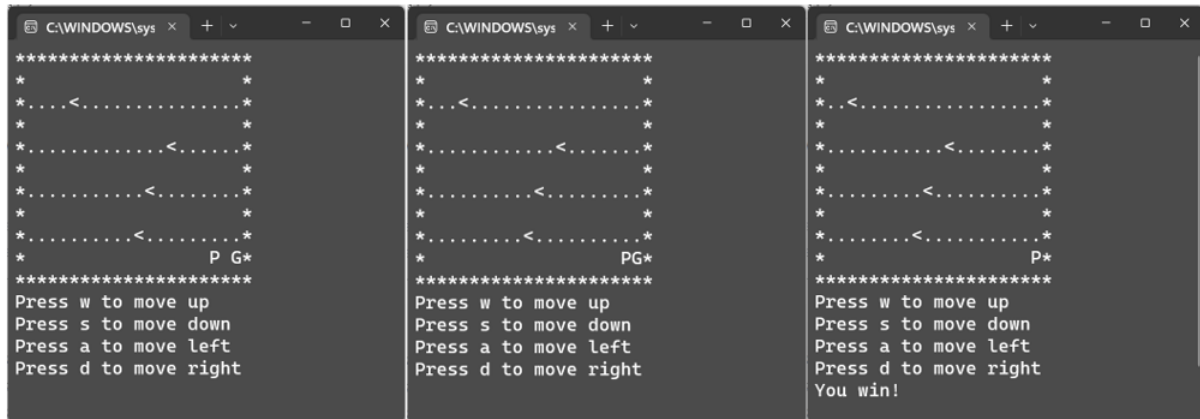 C:\WINDOWS\sys
**********************
*                    *
*....<...............*
*                    *
*.............<......*
*                    *
*...........<........*
*                    *
*..........<.........*
*                 P G*
**********************
Press w to move up
Press s to move down
Press a to move left
Press d to move right
C:\WINDOWS\sys
**********************
*                    *
*...<................*
*                    *
*............<.......*
*                    *
*..........<.........*
*                    *
*.........<..........*
*                  PG*
**********************
Press w to move up
Press s to move down
Press a to move left
Press d to move right
C:\WINDOWS\sys
**********************
*                    *
*..<.................*
*                    *
*...........<........*
*                    *
*.........<..........*
*                    *
*........<...........*
*                   P*
**********************
Press w to move up
Press s to move down
Press a to move left
Press d to move right
You win!